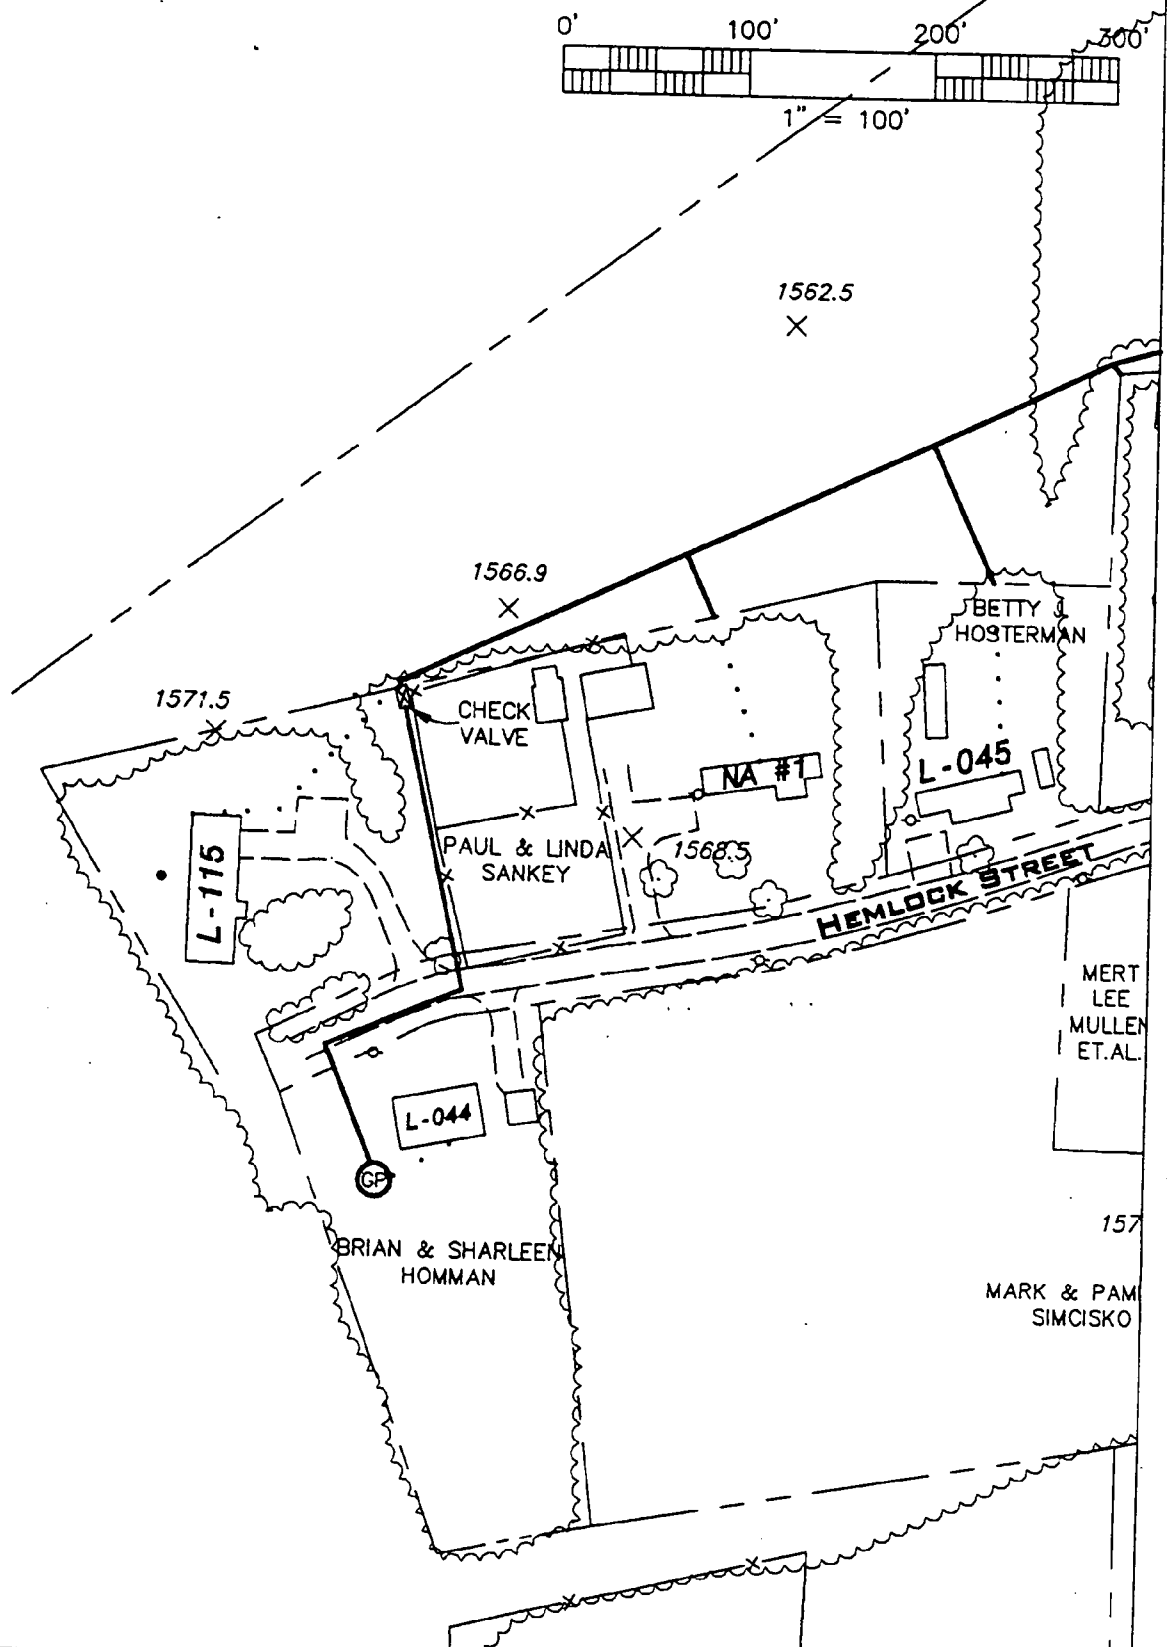 0' 100' 200' 300'
1" = 100'
1562.5
1566.9
1571.5
BETTY J.
HOSTERMAN
CHECK
VALVE
NA #1
L-045
L-115
PAUL & LINDA
SANKEY
1568.5
HEMLOCK STREET
MERT
LEE
MULLEN
ET.AL.
L-044
GP
157
BRIAN & SHARLEEN
HOMMAN
MARK & PAM
SIMCISKO